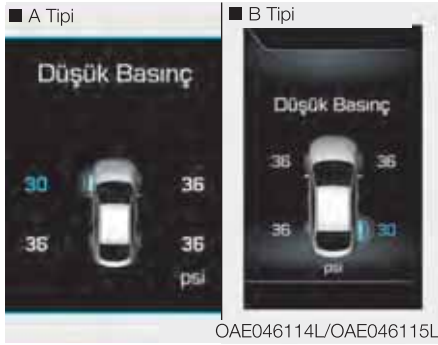 ■ A Tipi
Düşük Basınç
30 36
36 36
psi
■ B Tipi
Düşük Basınç
36 36
36 30
psi
OAE046114L/OAE046115L